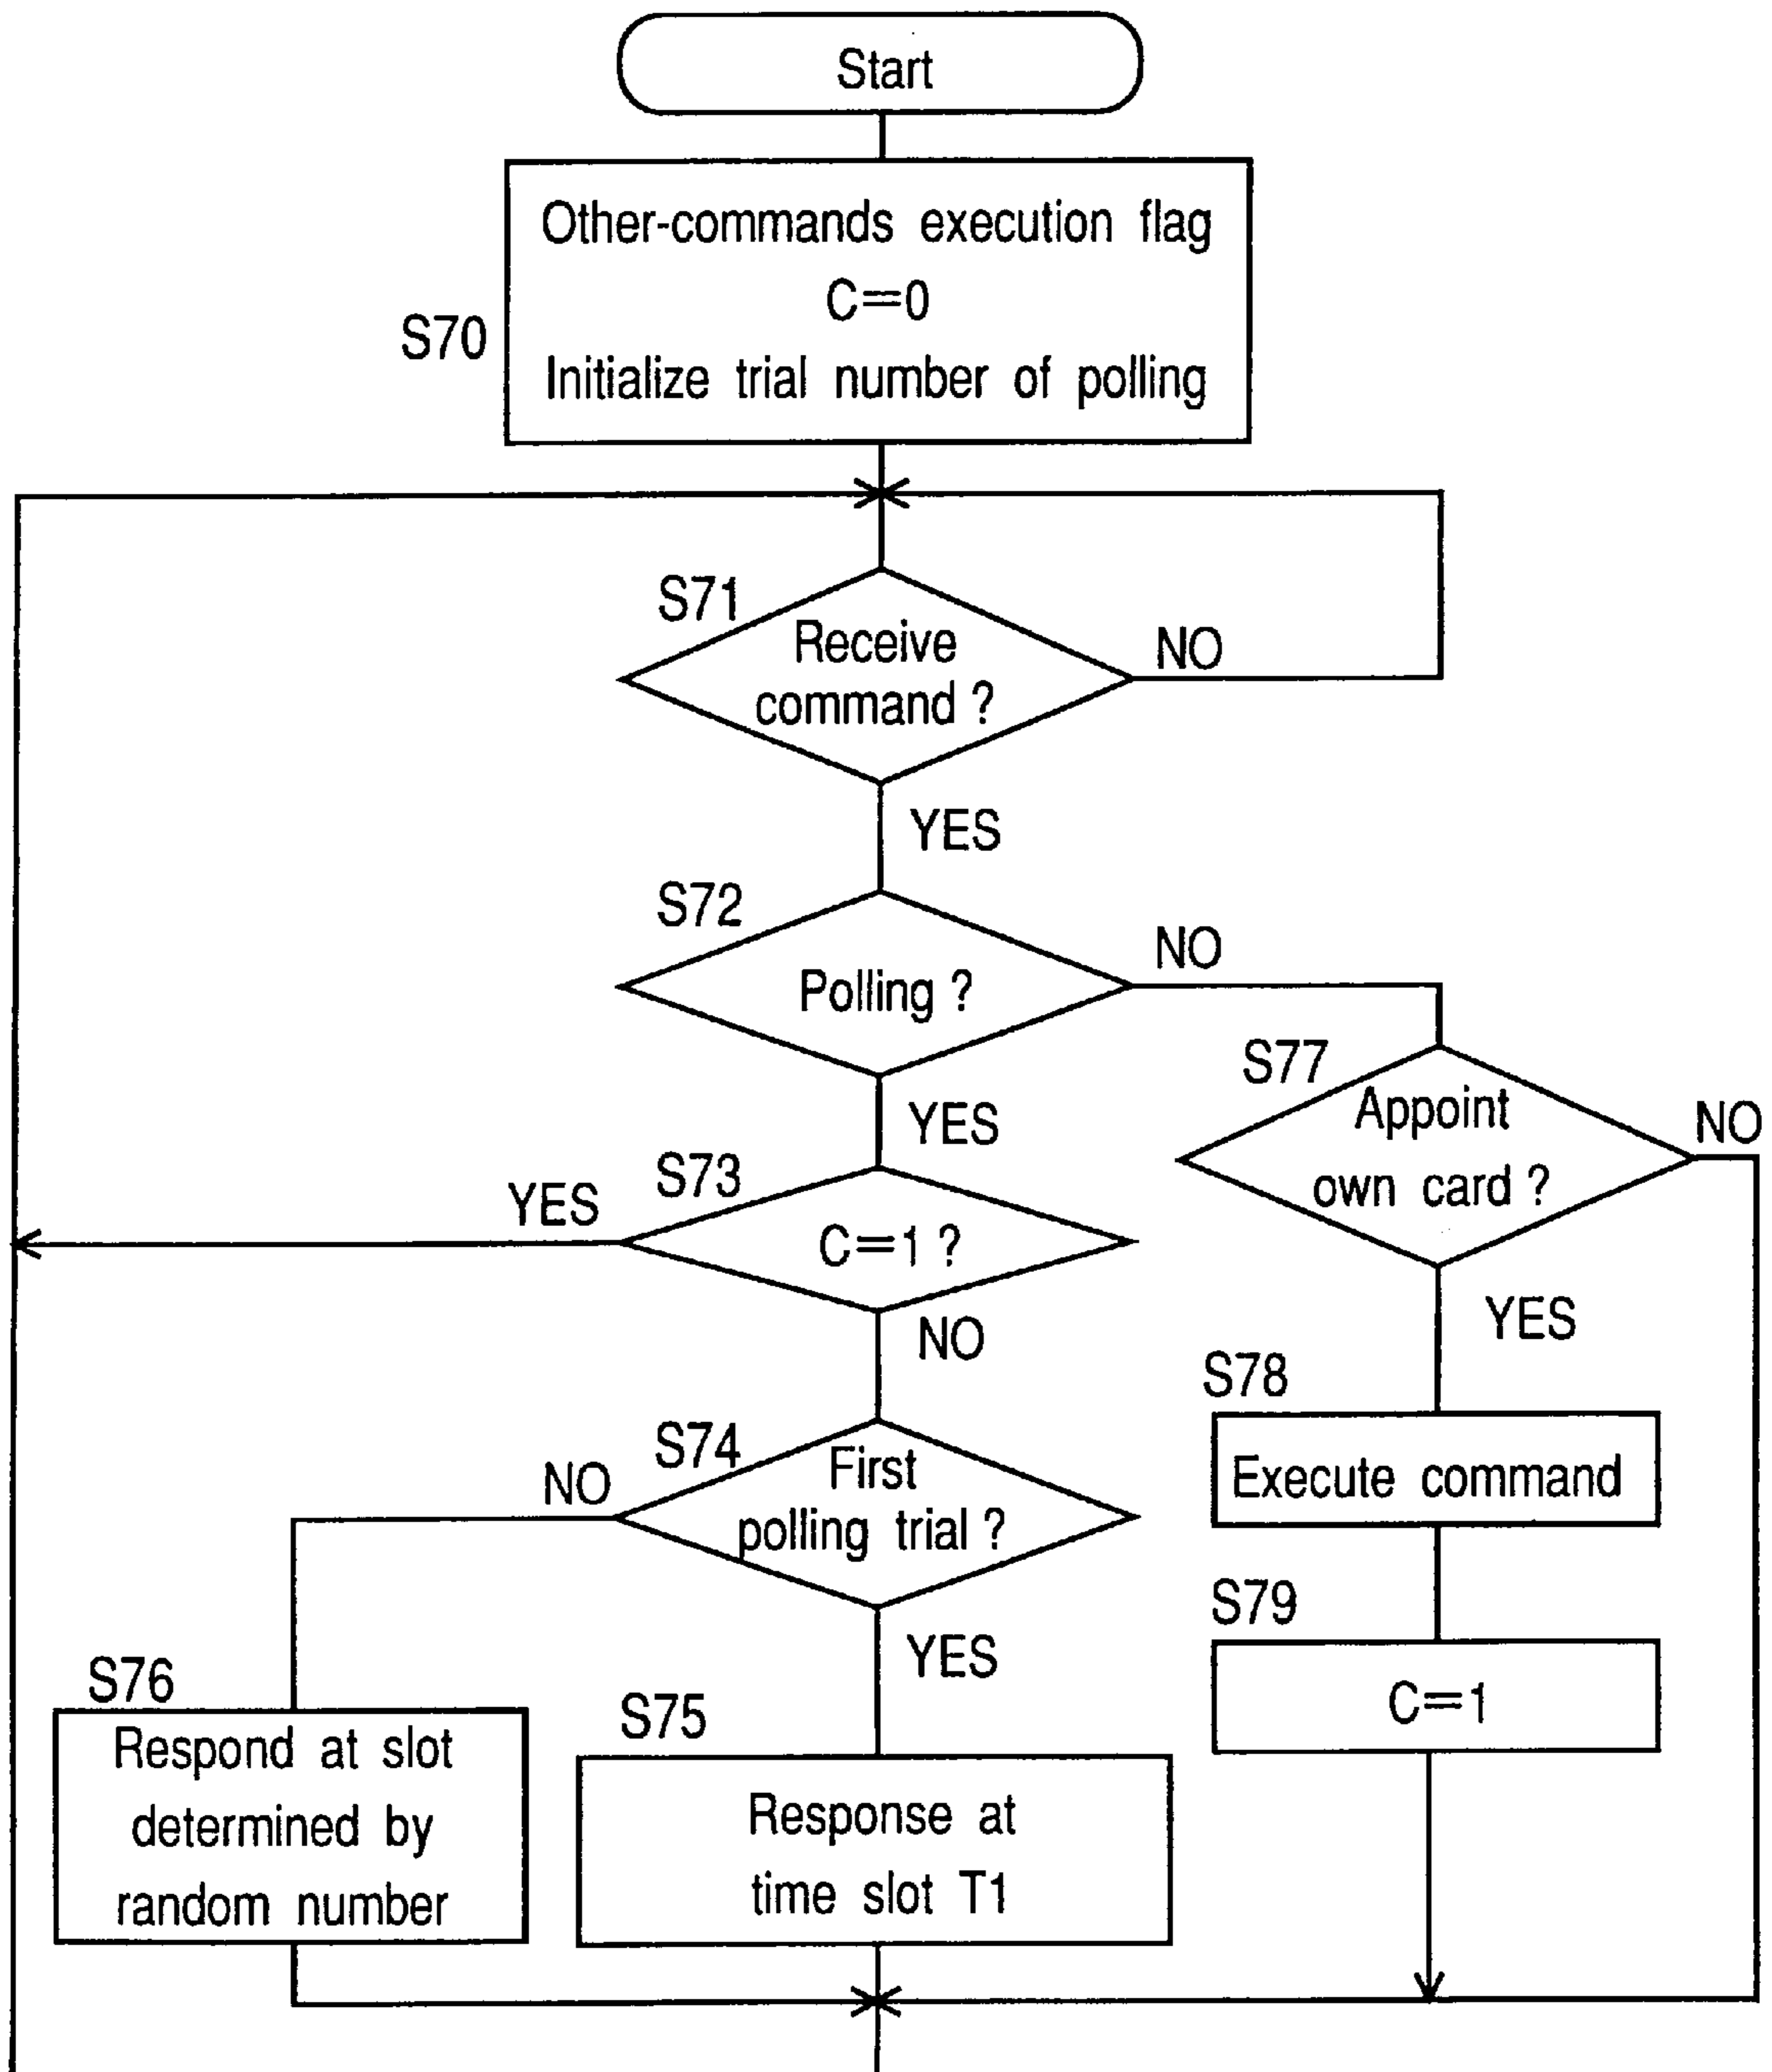 Start
Other-commands execution flag
C=0
Initialize trial number of polling
S70
S71
Receive
command ?
NO
YES
S72
Polling ?
NO
YES
S77
Appoint
own card ?
NO
YES
S73
C=1 ?
YES
NO
S78
Execute command
S74
First
polling trial ?
NO
YES
S79
C=1
S76
Respond at slot
determined by
random number
S75
Response at
time slot T1